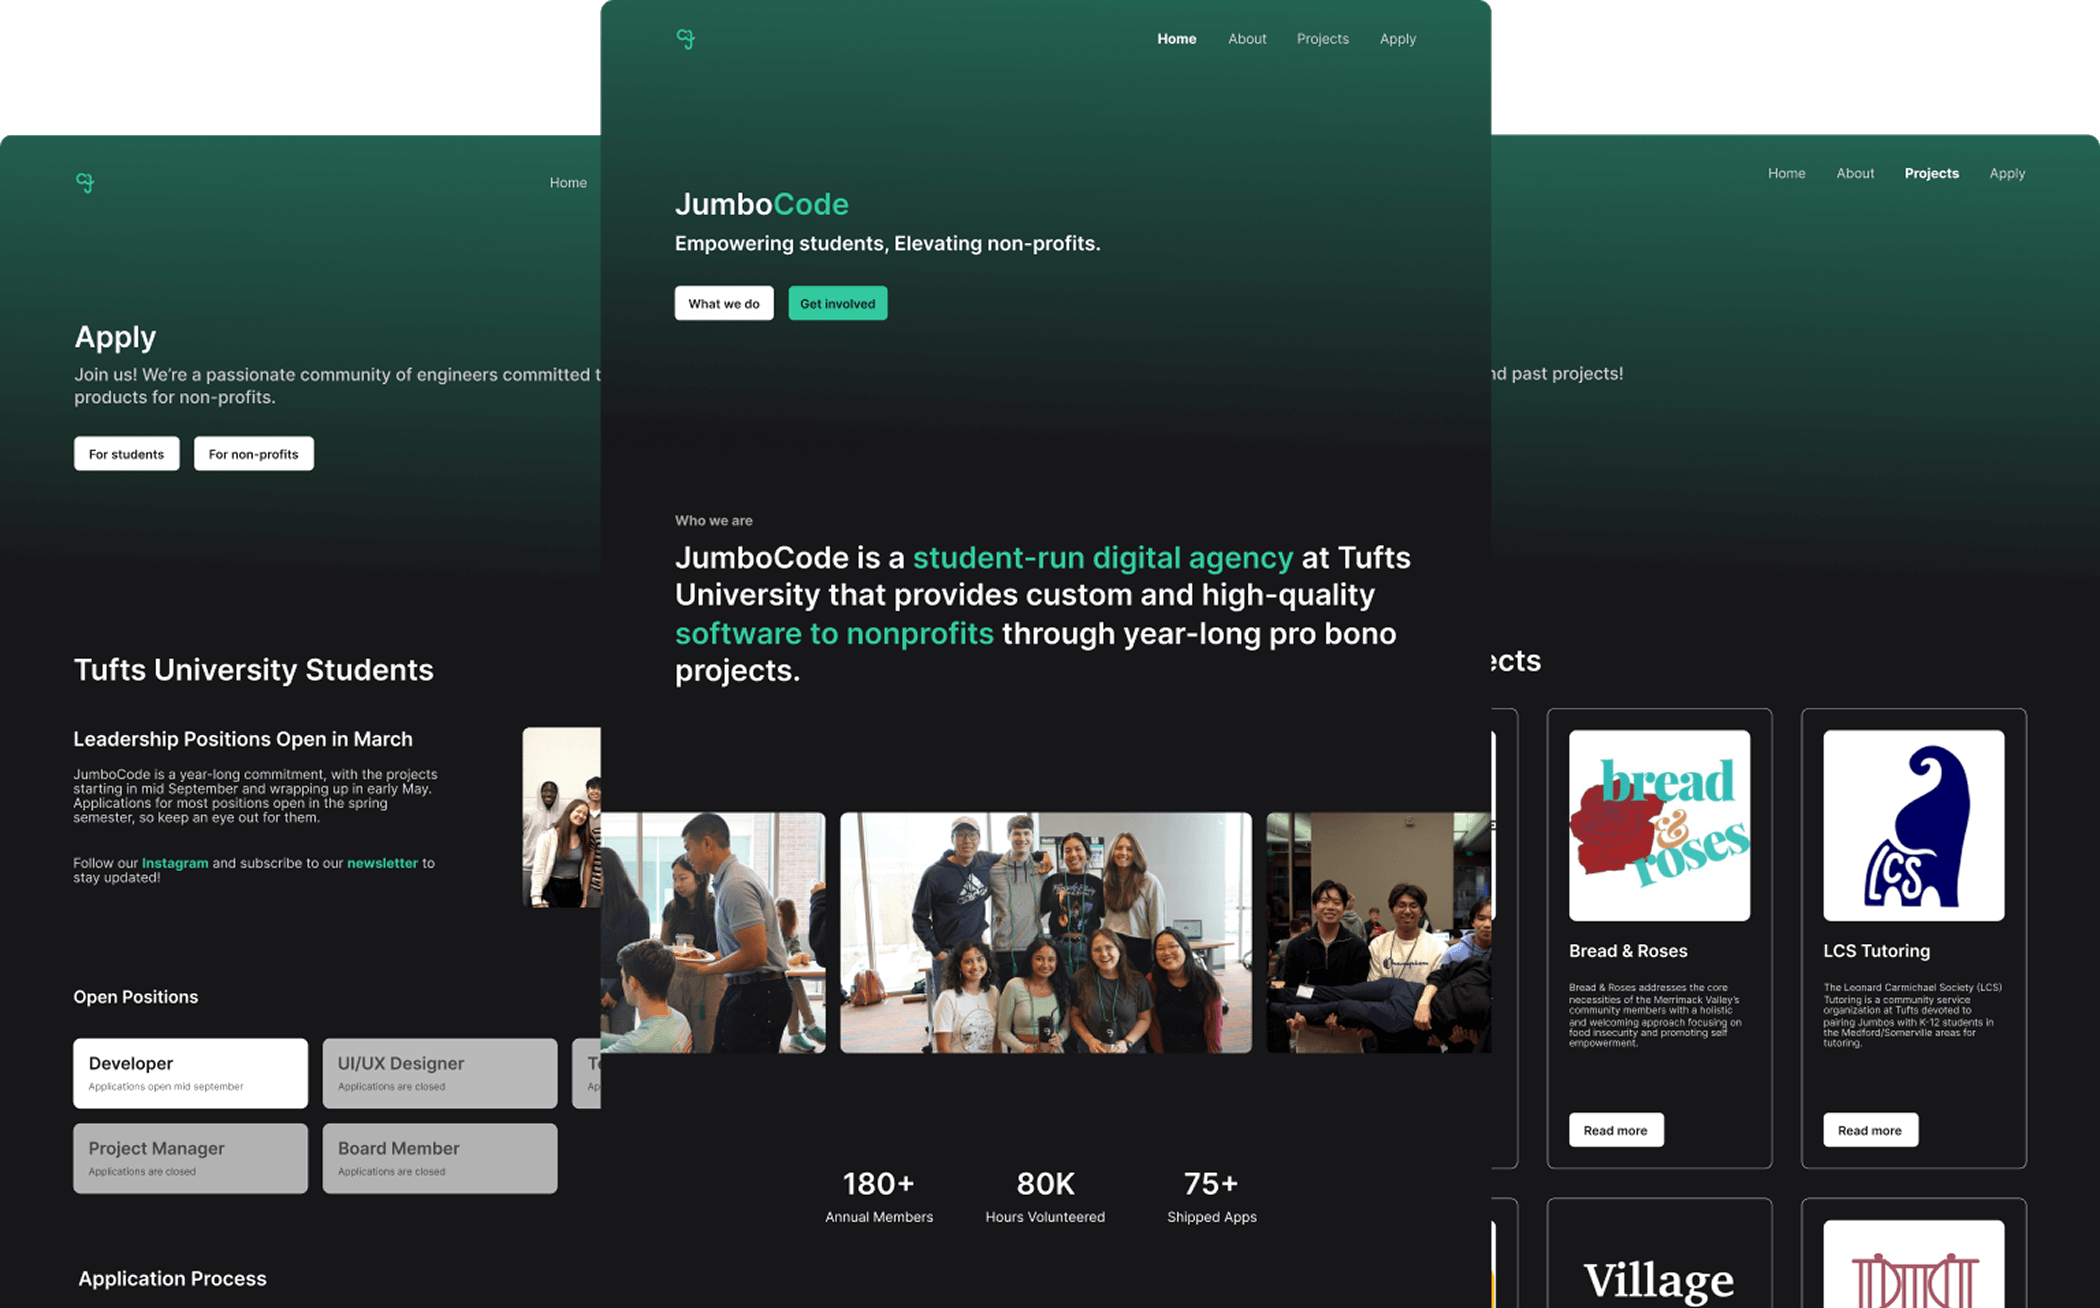 Home
Apply
Join us! We're a passionate community of engineers committed t
products for non-profits.
For students
For non-profits
Tufts University Students
Leadership Positions Open in March
JumboCode is a year-long commitment, with the projects
starting in mid September and wrapping up in early May.
Applications for most positions open in the spring
semester, so keep an eye out for them.
Follow our Instagram and subscribe to our newsletter to
stay updated!
Open Positions
Developer
Applications open mid september
UI/UX Designer
Applications are closed
Project Manager
Applications are closed
Board Member
Applications are closed
Application Process
Home
About
Projects
Apply
JumboCode
Empowering students, Elevating non-profits.
What we do
Get involved
Who we are
JumboCode is a student-run digital agency at Tufts
University that provides custom and high-quality
software to nonprofits through year-long pro bono
projects.
Champion
180+
Annual Members
80K
Hours Volunteered
75+
Shipped Apps
Home
About
Projects
Apply
nd past projects!
ects
bread
&
roses
Bread & Roses
Bread & Roses addresses the core
necessities of the Merrimack Valley's
community members with a holistic
and welcoming approach focusing on
food insecurity and promoting self
empowerment.
Read more
LCS
LCS Tutoring
The Leonard Carmichael Society (LCS)
Tutoring is a community service
organization at Tufts devoted to
pairing Jumbos with K-12 students in
the Medford/Somerville areas for
tutoring.
Read more
Village